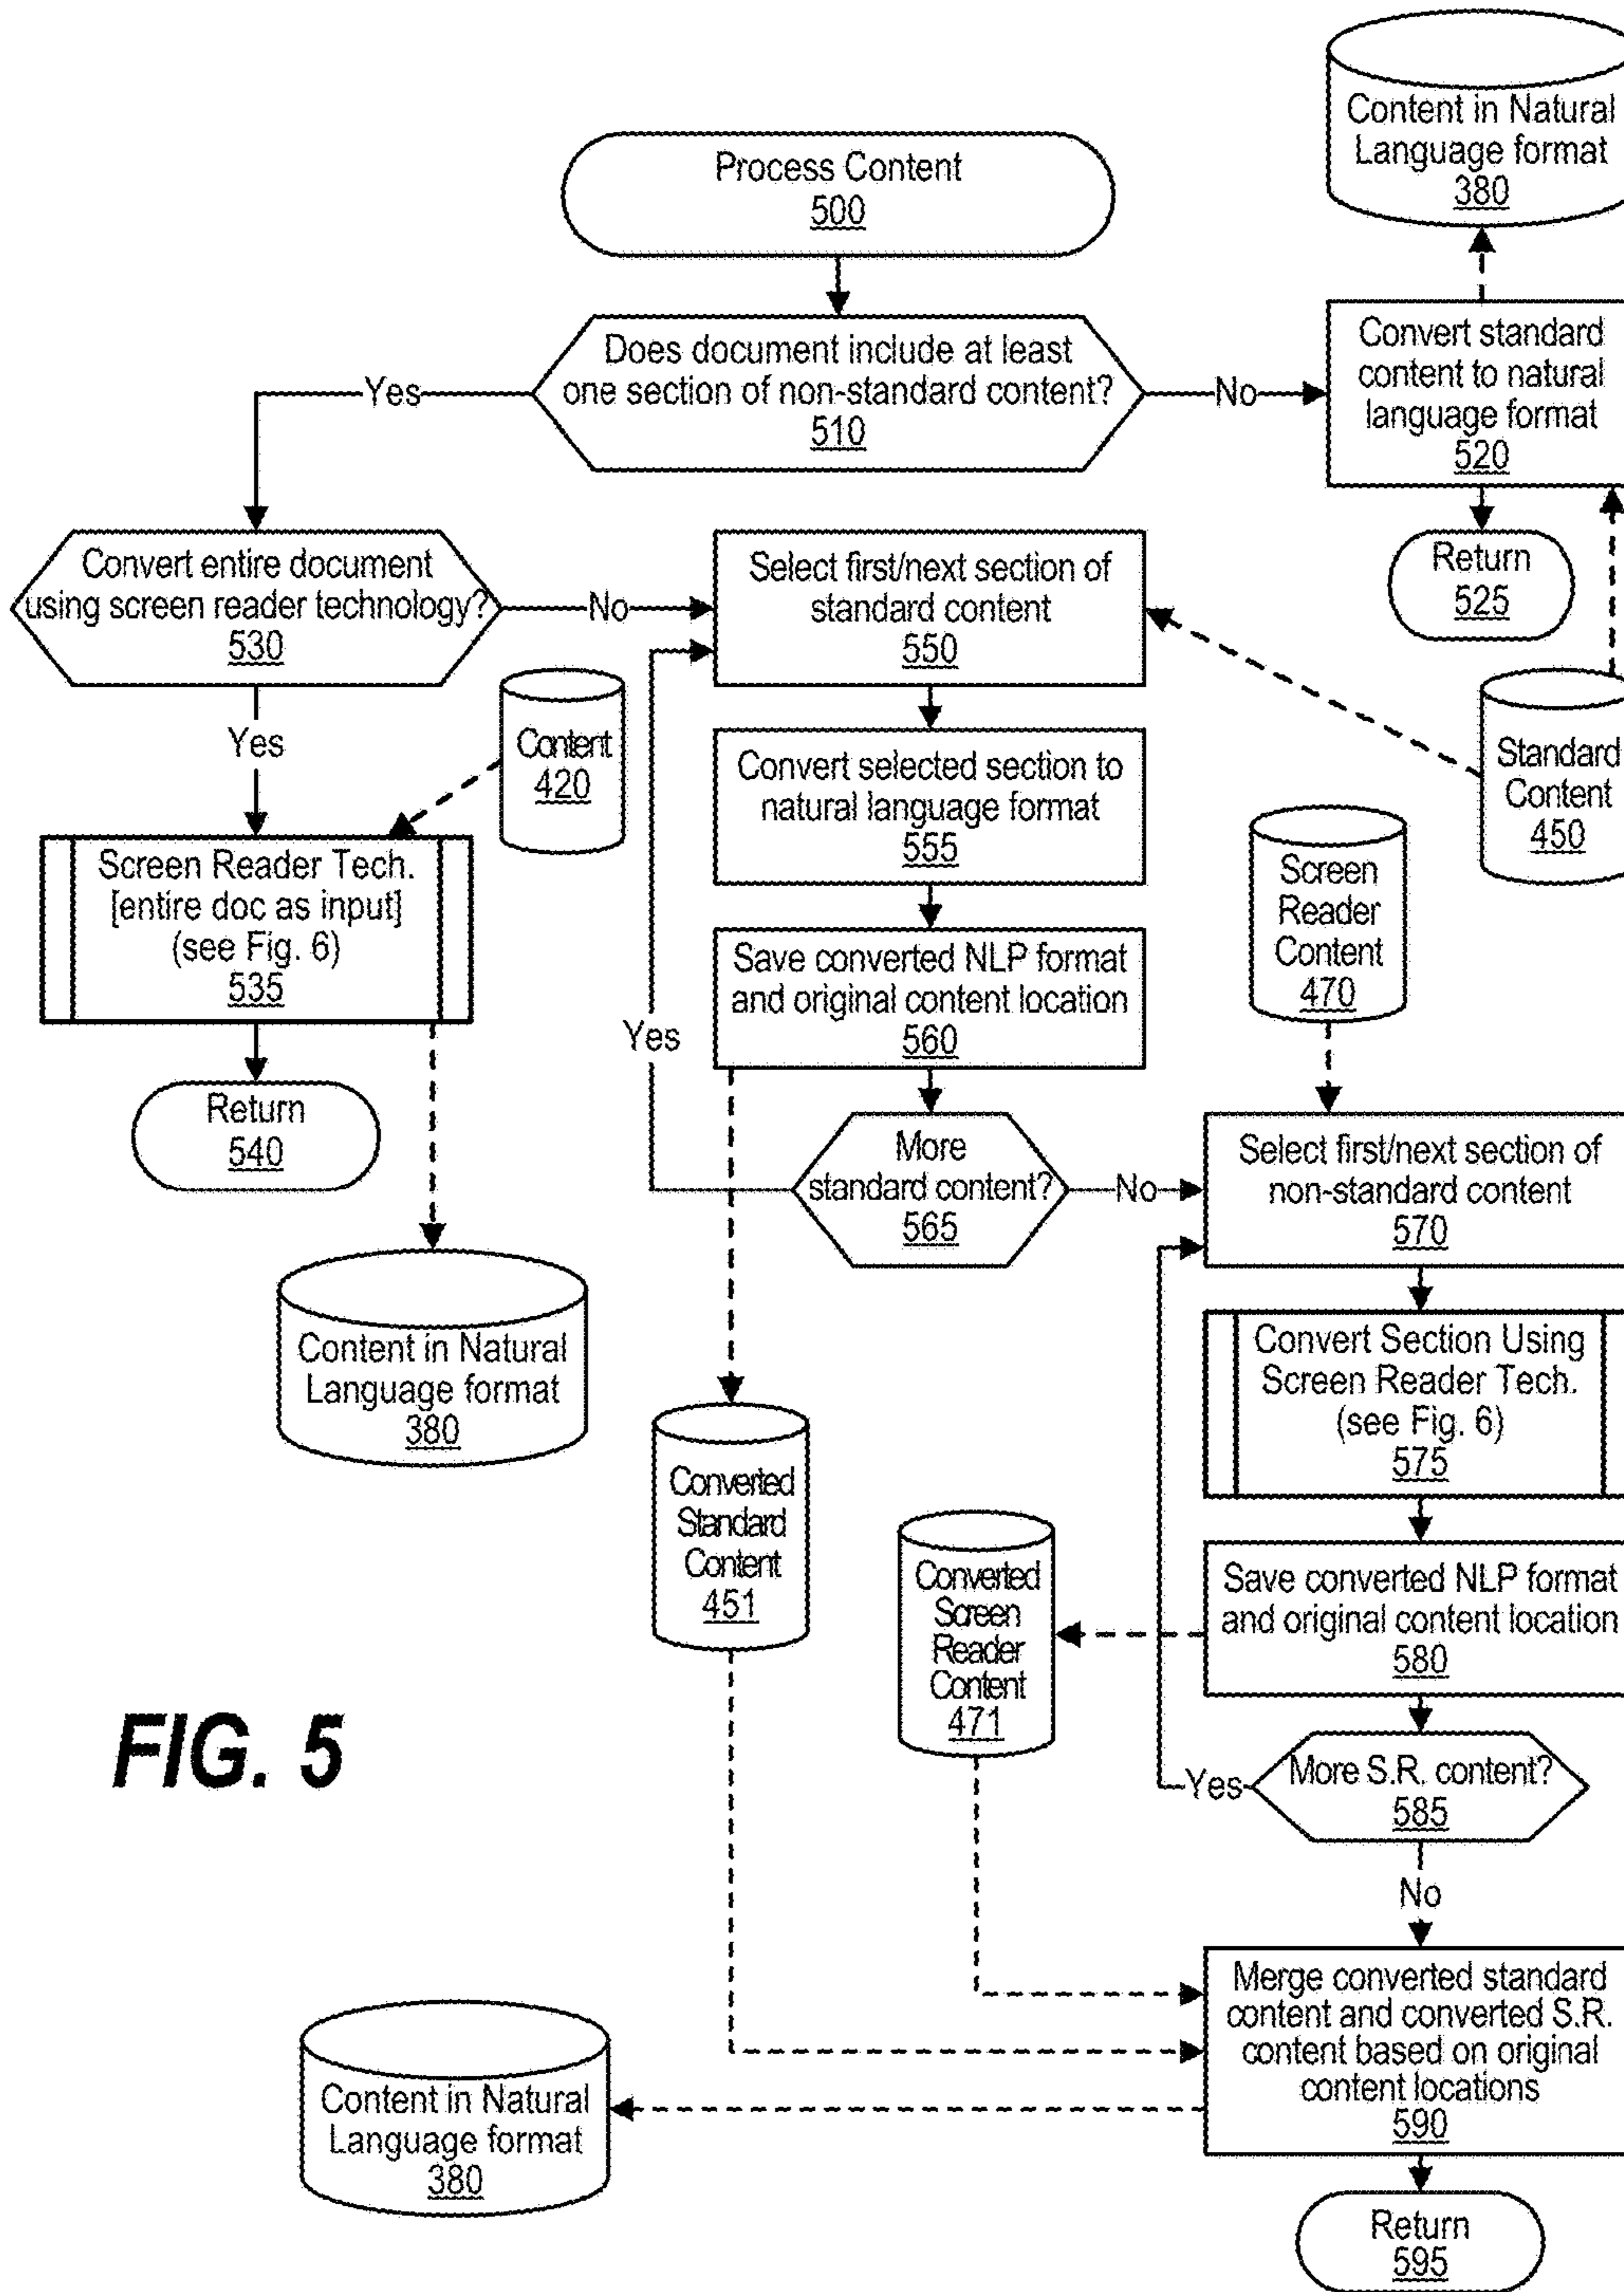 Content in Natural
Language format
380
Process Content
500
Does document include at least
one section of non-standard content?
510
Yes
No
Convert standard
content to natural
language format
520
Return
525
Convert entire document
using screen reader technology?
530
No
Yes
Select first/next section of
standard content
550
Content
420
Standard
Content
450
Convert selected section to
natural language format
555
Screen Reader Tech.
[entire doc as input]
(see Fig. 6)
535
Screen
Reader
Content
470
Save converted NLP format
and original content location
560
Yes
Return
540
More
standard content?
565
No
Select first/next section of
non-standard content
570
Content in Natural
Language format
380
Convert Section Using
Screen Reader Tech.
(see Fig. 6)
575
Converted
Standard
Content
451
Converted
Screen
Reader
Content
471
Save converted NLP format
and original content location
580
FIG. 5
More S.R. content?
585
Yes
No
Merge converted standard
content and converted S.R.
content based on original
content locations
590
Content in Natural
Language format
380
Return
595